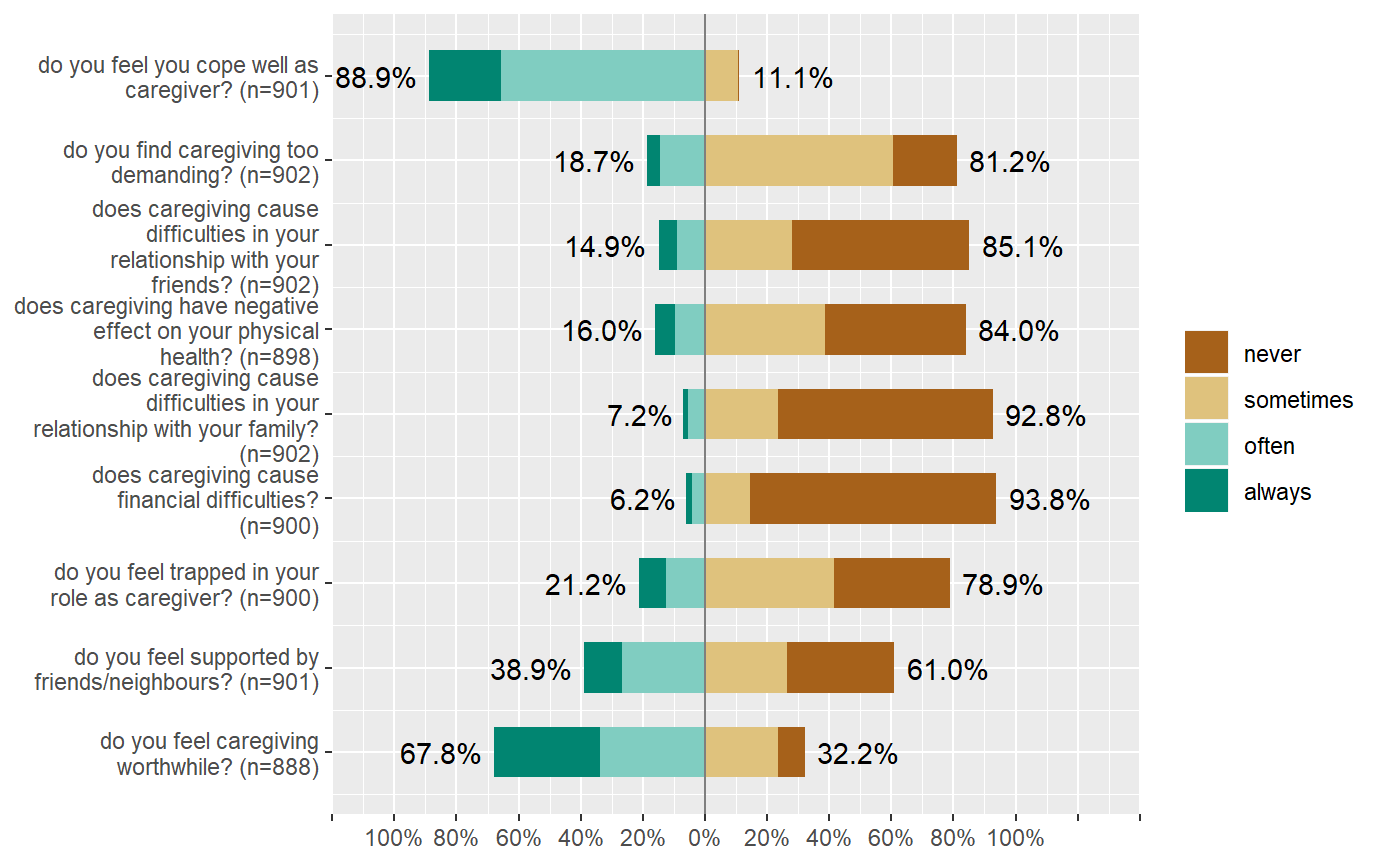 do you feel you cope well as
caregiver? (n=901)
88.9%
11.1%
do you find caregiving too
demanding? (n=902)
18.7%
81.2%
does caregiving cause
difficulties in your
relationship with your
friends? (n=902)
14.9%
85.1%
does caregiving have negative
effect on your physical
health? (n=898)
16.0%
84.0%
does caregiving cause
difficulties in your
relationship with your family?
(n=902)
7.2%
92.8%
does caregiving cause
financial difficulties?
(n=900)
6.2%
93.8%
do you feel trapped in your
role as caregiver? (n=900)
21.2%
78.9%
do you feel supported by
friends/neighbours? (n=901)
38.9%
61.0%
do you feel caregiving
worthwhile? (n=888)
67.8%
32.2%
100% 80% 60% 40% 20% 0% 20% 40% 60% 80% 100%
never
sometimes
often
always